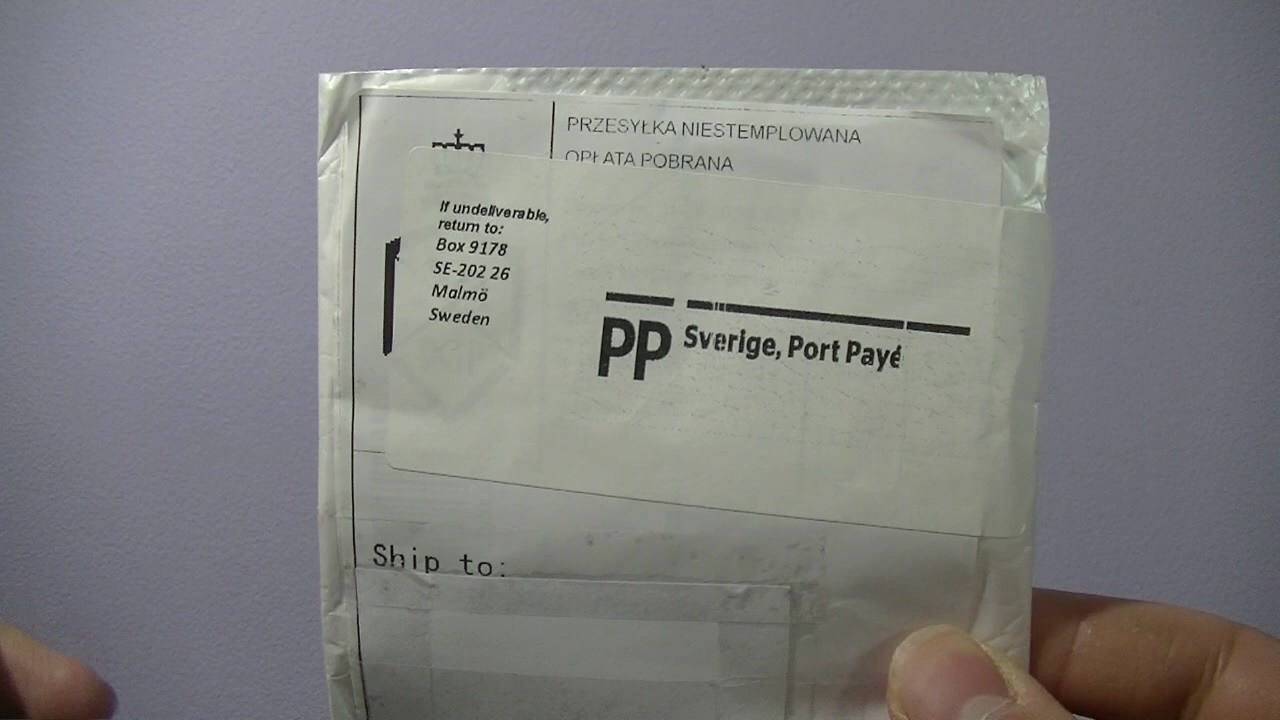 PRZESYŁKA NIESTEMPLOWANA
OPŁATA POBRANA
If undeliverable,
return to:
Box 9178
SE-202 26
Malmö
Sweden
PP Sverige, Port Payé
Ship to: